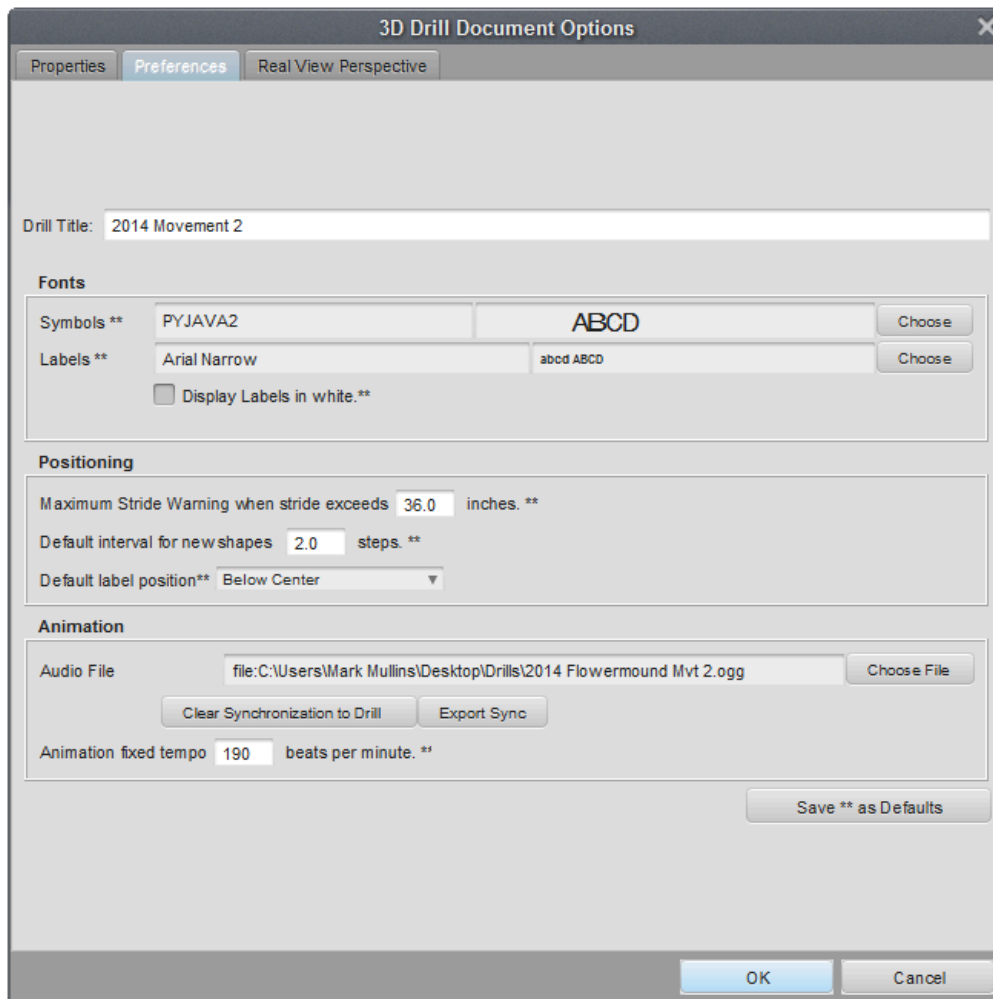 3D Drill Document Options
Properties Preferences Real View Perspective
Drill Title: 2014 Movement 2
Fonts
Symbols ** PYJAVA2 ABCD Choose
Labels ** Arial Narrow abcd ABCD Choose
Display Labels in white.**
Positioning
Maximum Stride Warning when stride exceeds 36.0 inches. **
Default interval for new shapes 2.0 steps. **
Default label position** Below Center
Animation
Audio File file:C:\Users\Mark Mullins\Desktop\Drills\2014 Flowermound Mvt 2.ogg Choose File
Clear Synchronization to Drill Export Sync
Animation fixed tempo 190 beats per minute. **
Save ** as Defaults
OK Cancel